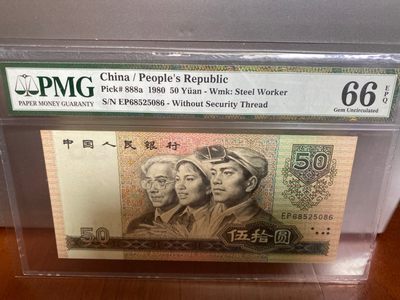 PMG
PAPER MONEY GUARANTY
China / People's Republic
Pick# 888a 1980 50 Yüan - Wmk: Steel Worker
S/N EP68525086 - Without Security Thread
66 EPQ
Gem Uncirculated
中国人民银行
50
EP68525086
50
伍拾圆